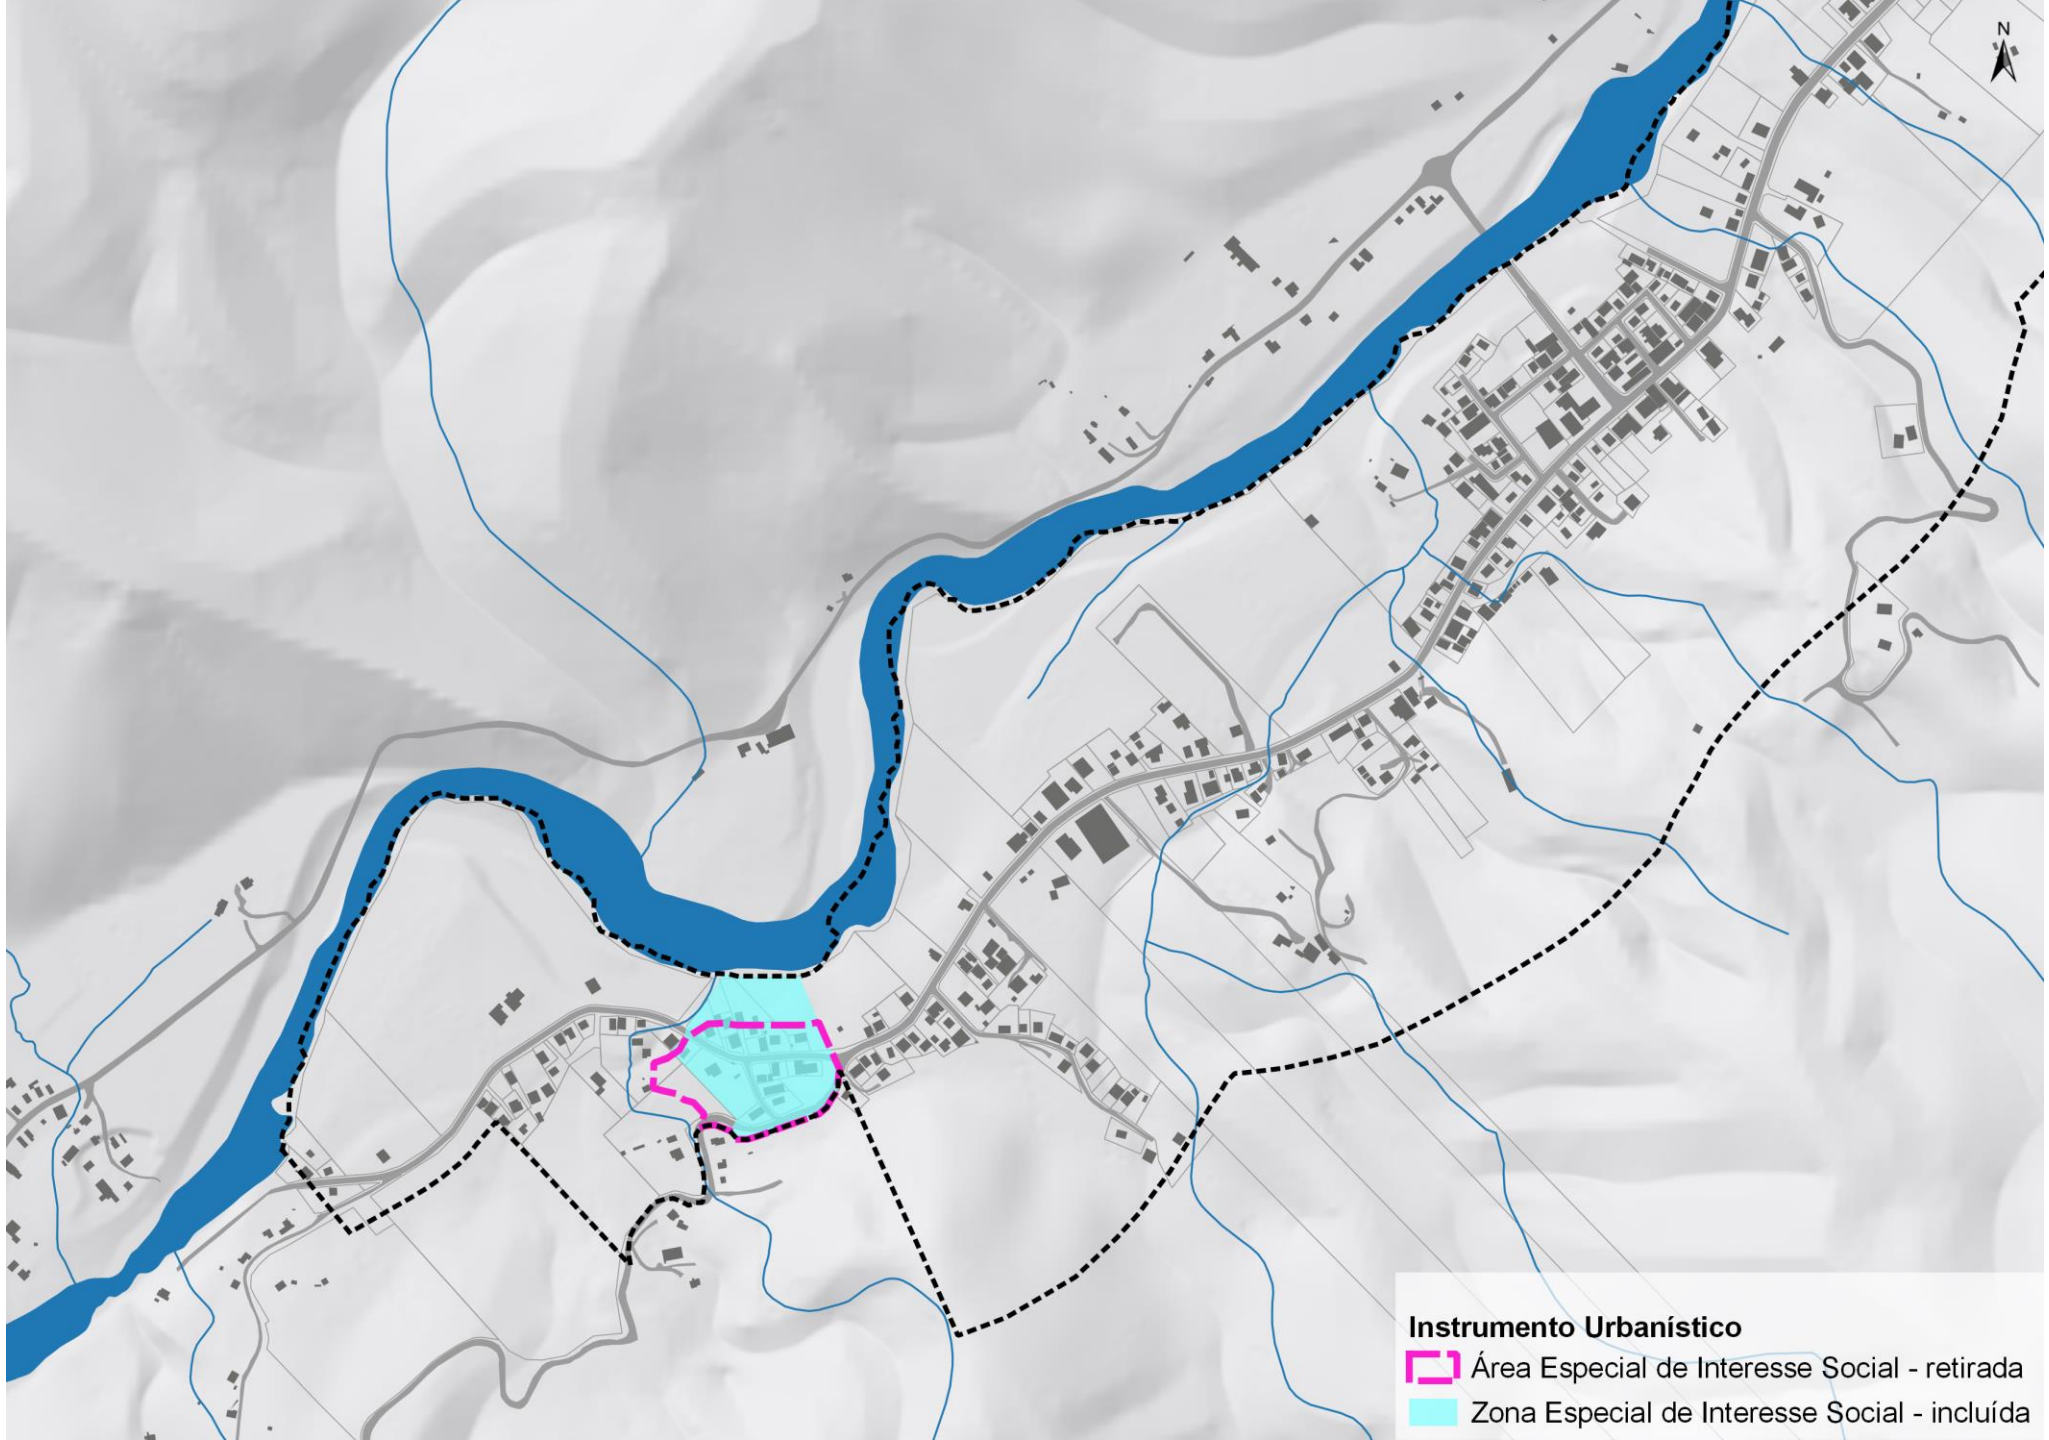 N
Instrumento Urbanístico
Área Especial de Interesse Social - retirada
Zona Especial de Interesse Social - incluída